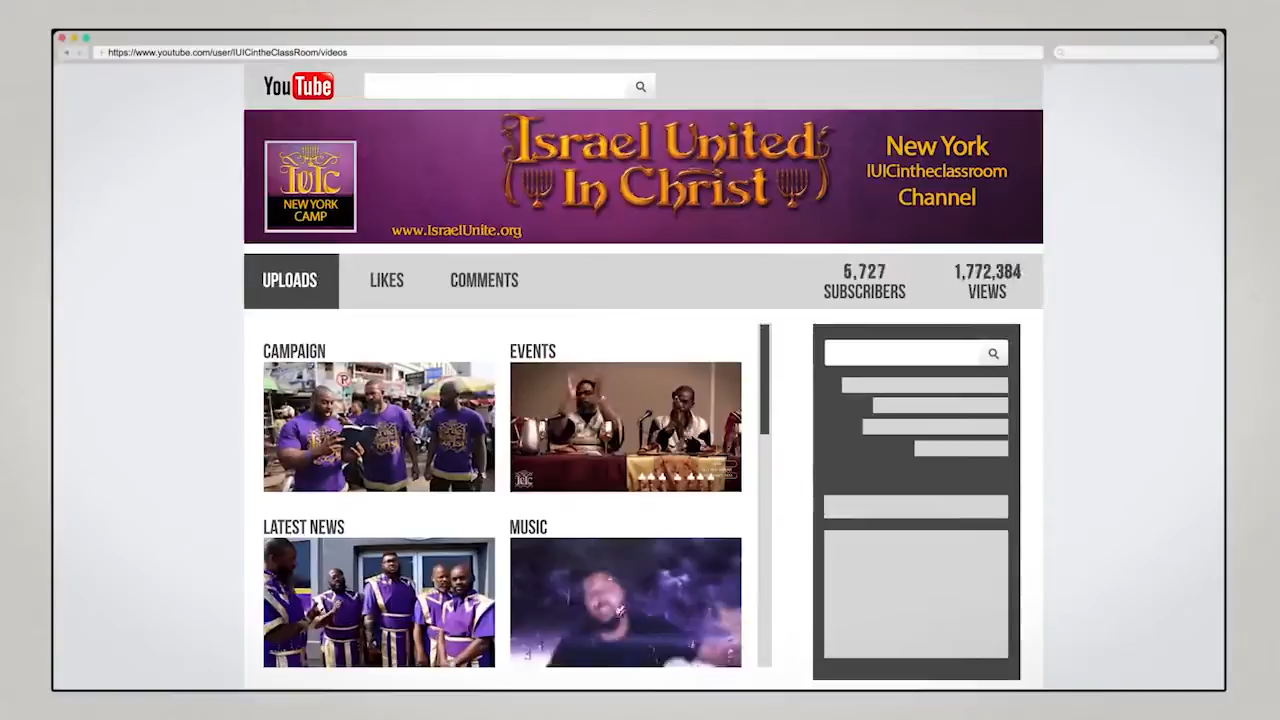 https://www.youtube.com/user/IUICintheClassRoom/videos
YouTube
IUIC
NEW YORK
CAMP
Israel United
In Christ
www.IsraelUnite.org
New York
IUICintheclassroom
Channel
UPLOADS
LIKES
COMMENTS
5,727
SUBSCRIBERS
1,772,384
VIEWS
CAMPAIGN
EVENTS
IUIC
LATEST NEWS
MUSIC